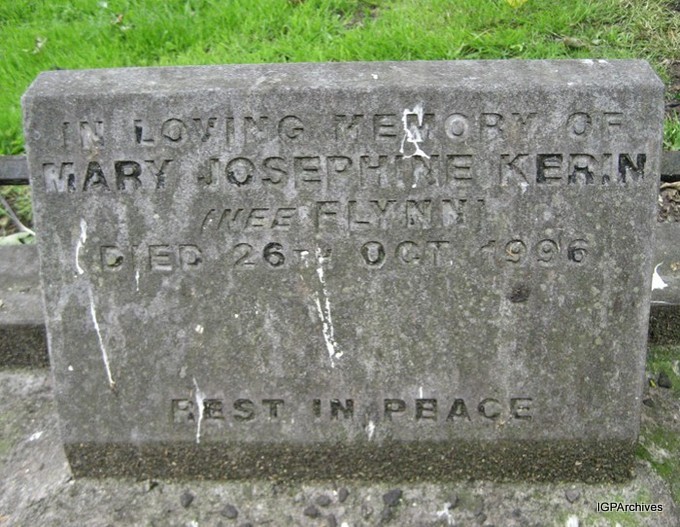 IN LOVING MEMORY OF
MARY JOSEPHINE KERIN
(NEE FLYNN)
DIED 26TH OCT. 1996
REST IN PEACE
IGPArchives